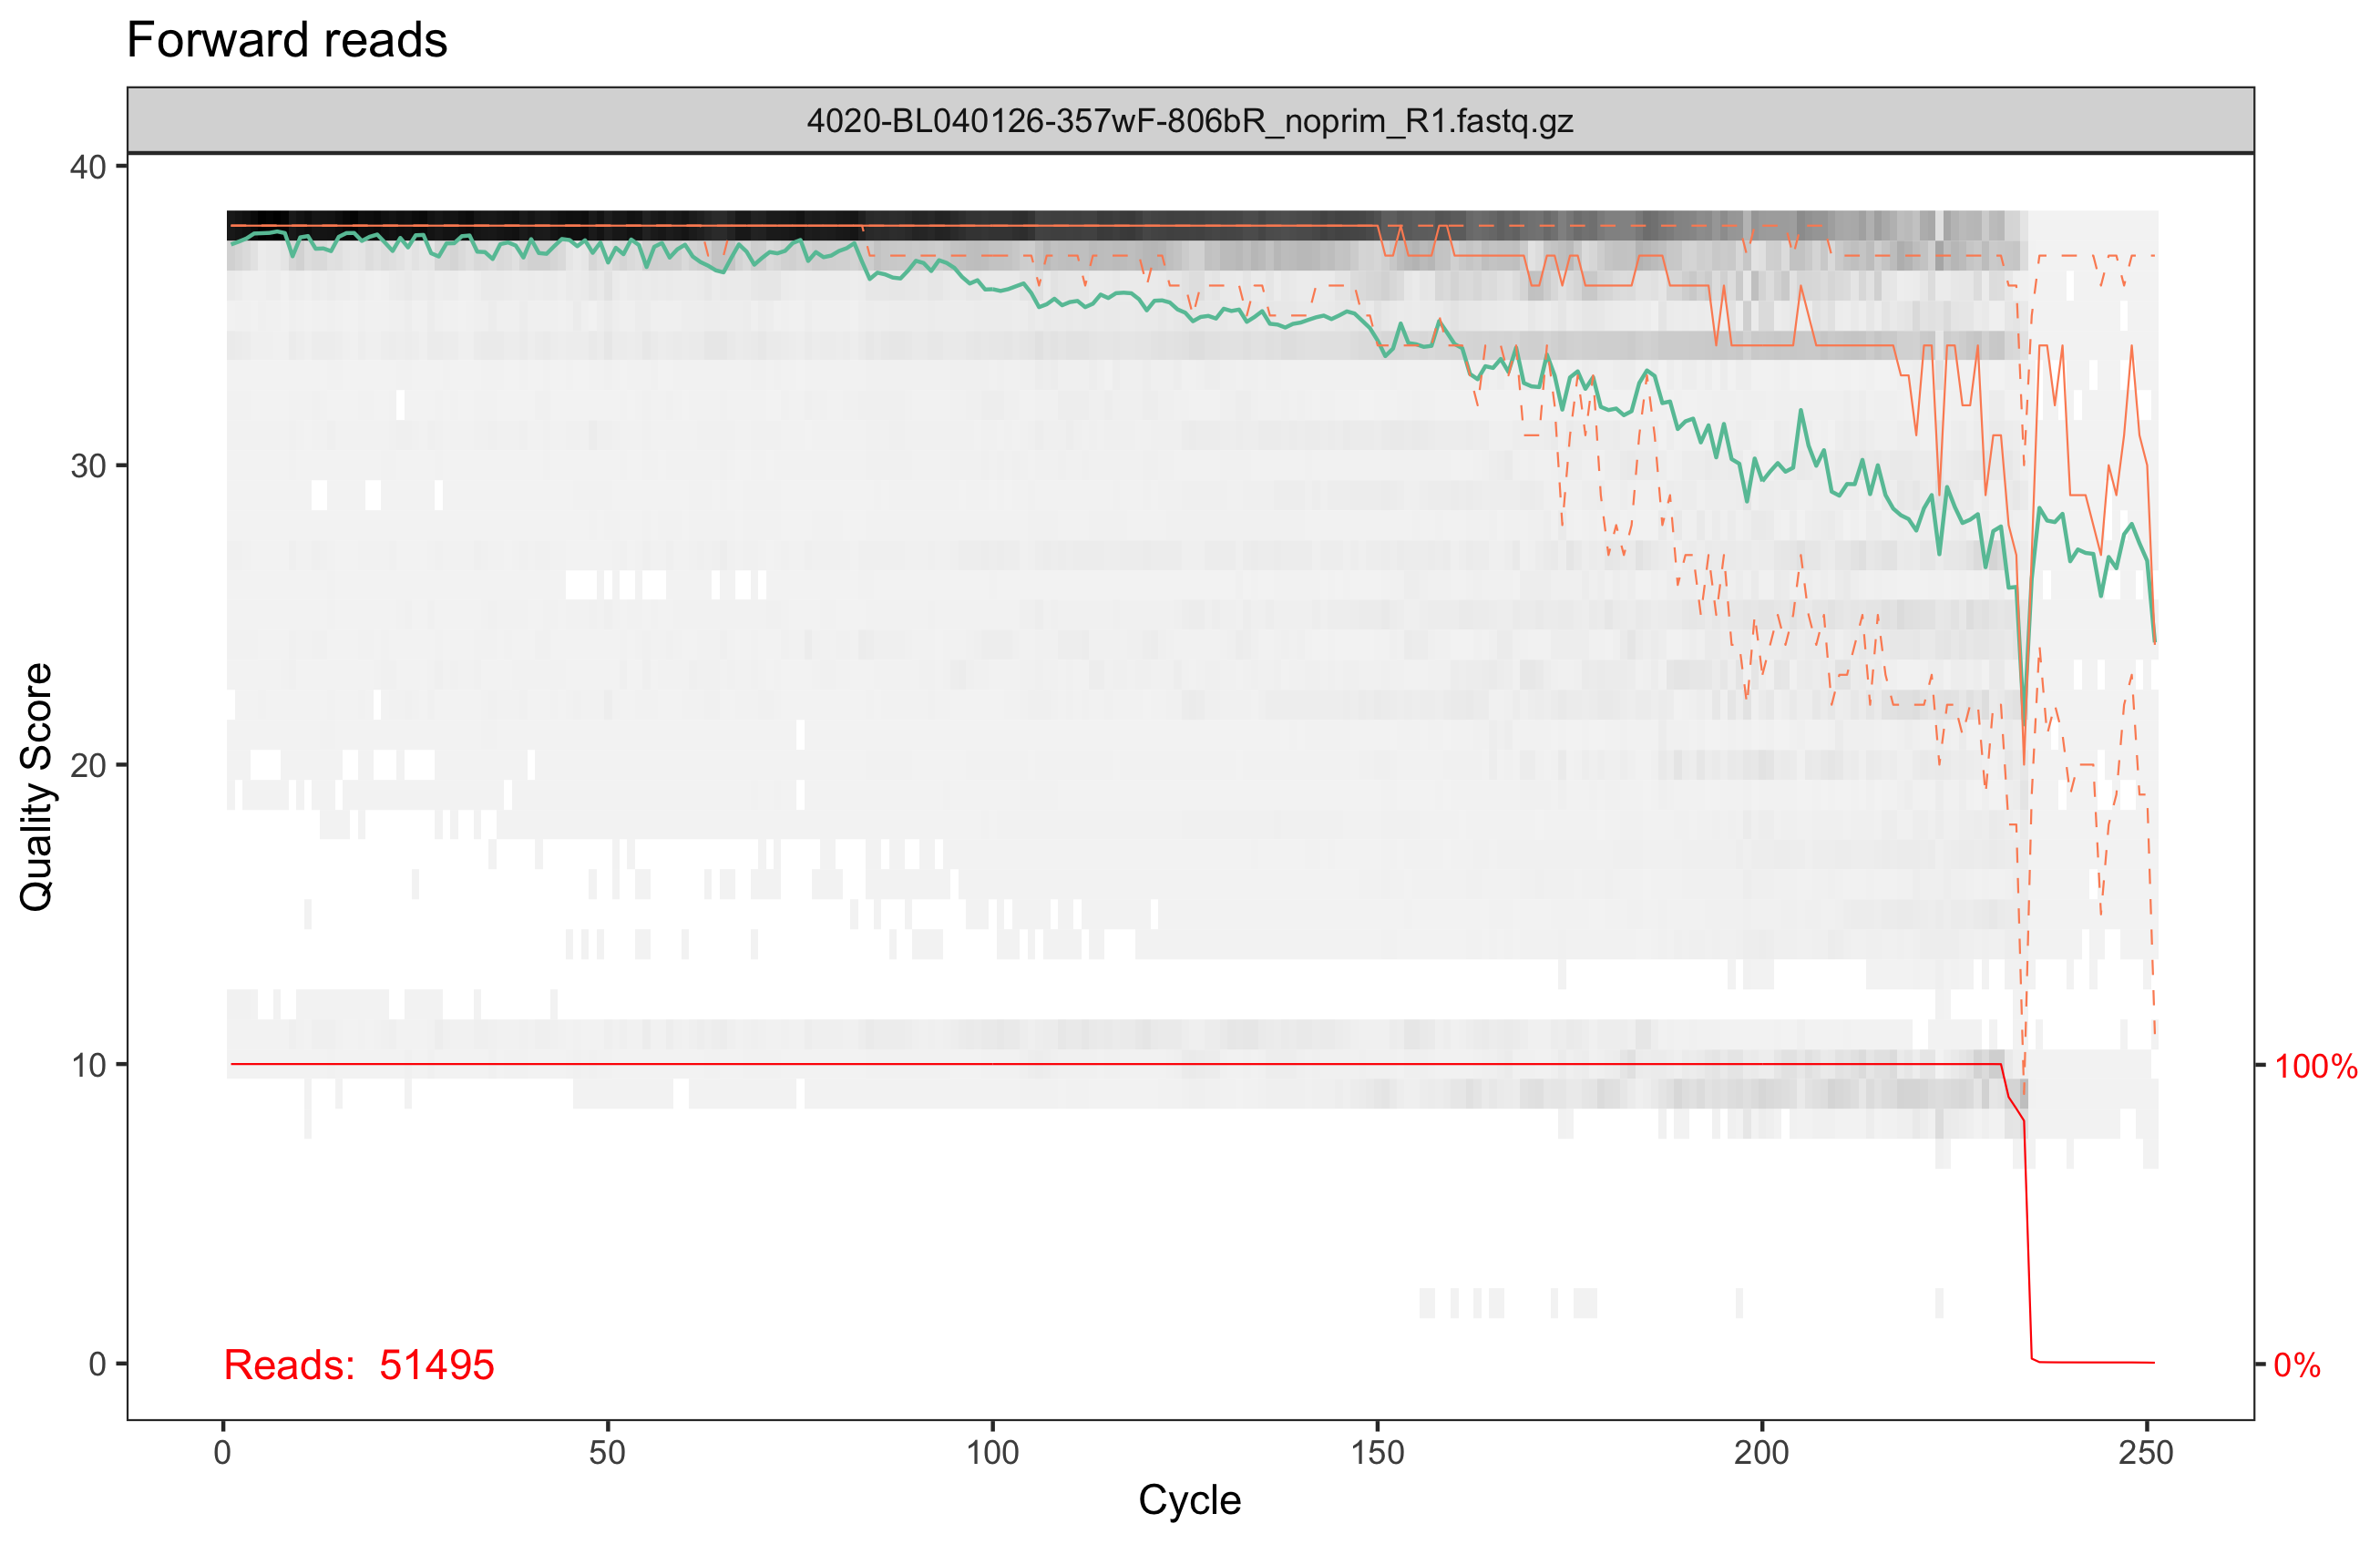 Forward reads
4020-BL040126-357wF-806bR_noprim_R1.fastq.gz
40
30
20
10
0
Quality Score
100%
0%
Reads: 51495
0 50 100 150 200 250
Cycle